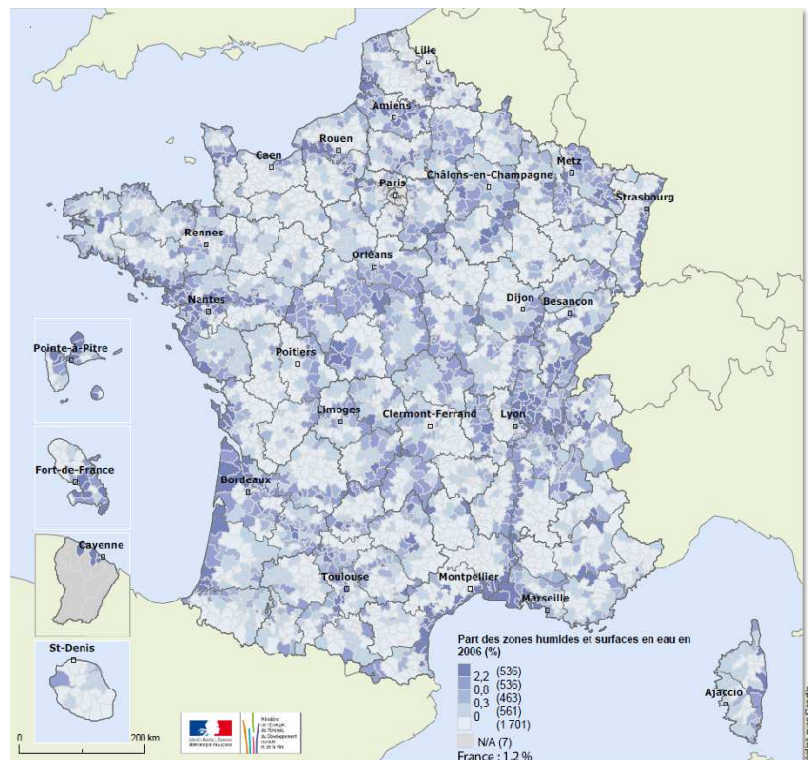 Lille
Amiens
Rouen
Caen
Metz
Paris
Châlons-en-Champagne
Strasbourg
Rennes
Orléans
Nantes
Dijon
Besançon
Pointe-à-Pitre
Poitiers
Limoges
Clermont-Ferrand
Lyon
Fort-de-France
Bordeaux
Cayenne
Toulouse
Montpellier
Marseille
St-Denis
Ajaccio
Part des zones humides et surfaces en eau en
2006 (%)
2,2 (536)
0,0 (536)
0,3 (463)
0 (561)
(1 701)
N/A (7)
France : 1,2 %
0 200 km